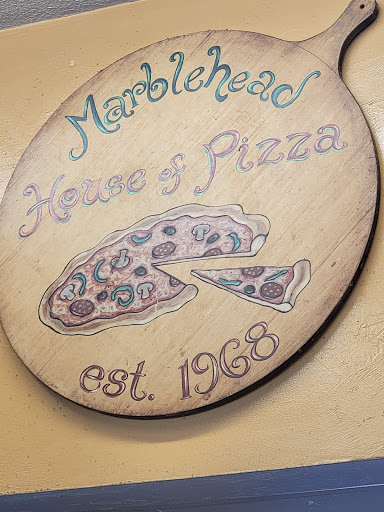 Marblehead
House of Pizza
est. 1968